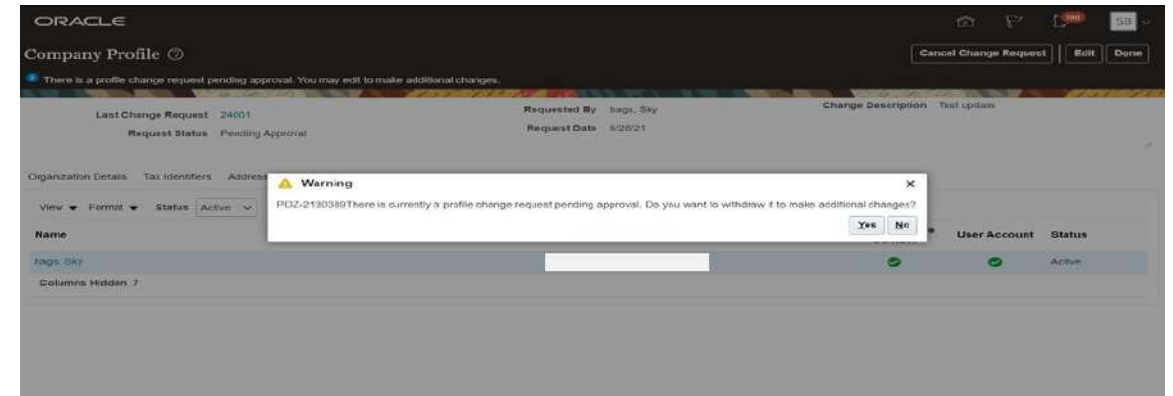 ORACLE
SB
Company Profile
Cancel Change Request Edit Done
There is a profile change request pending approval. You may edit to make additional changes.
Last Change Request 24001
Requested By bags, Sky
Change Description Test update
Request Status Pending Approval
Request Date 6/28/21
Organization Details Tax Identifiers Address
Warning
View Format Status Active
POZ-2130389There is currently a profile change request pending approval. Do you want to withdraw it to make additional changes?
Yes No
Name
User Account Status
bags, Sky
Active
Columns Hidden 7